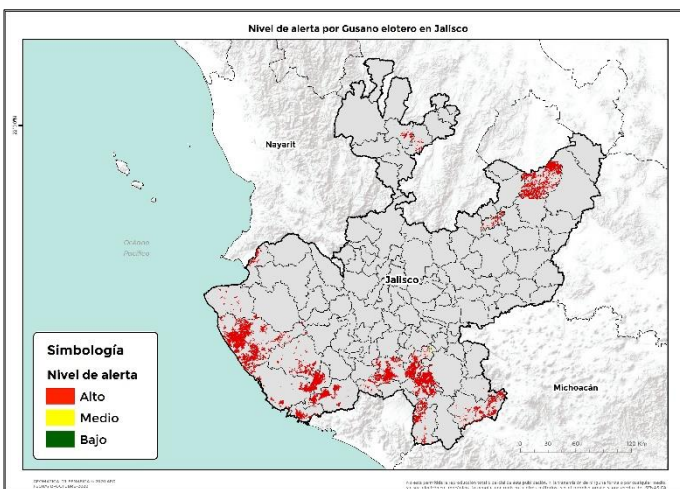 Nivel de alerta por Gusano elotero en Jalisco
Nayarit
Océano
Pacífico
Jalisco
Michoacán
Simbología
Nivel de alerta
Alto
Medio
Bajo
0 30 60 120 Km